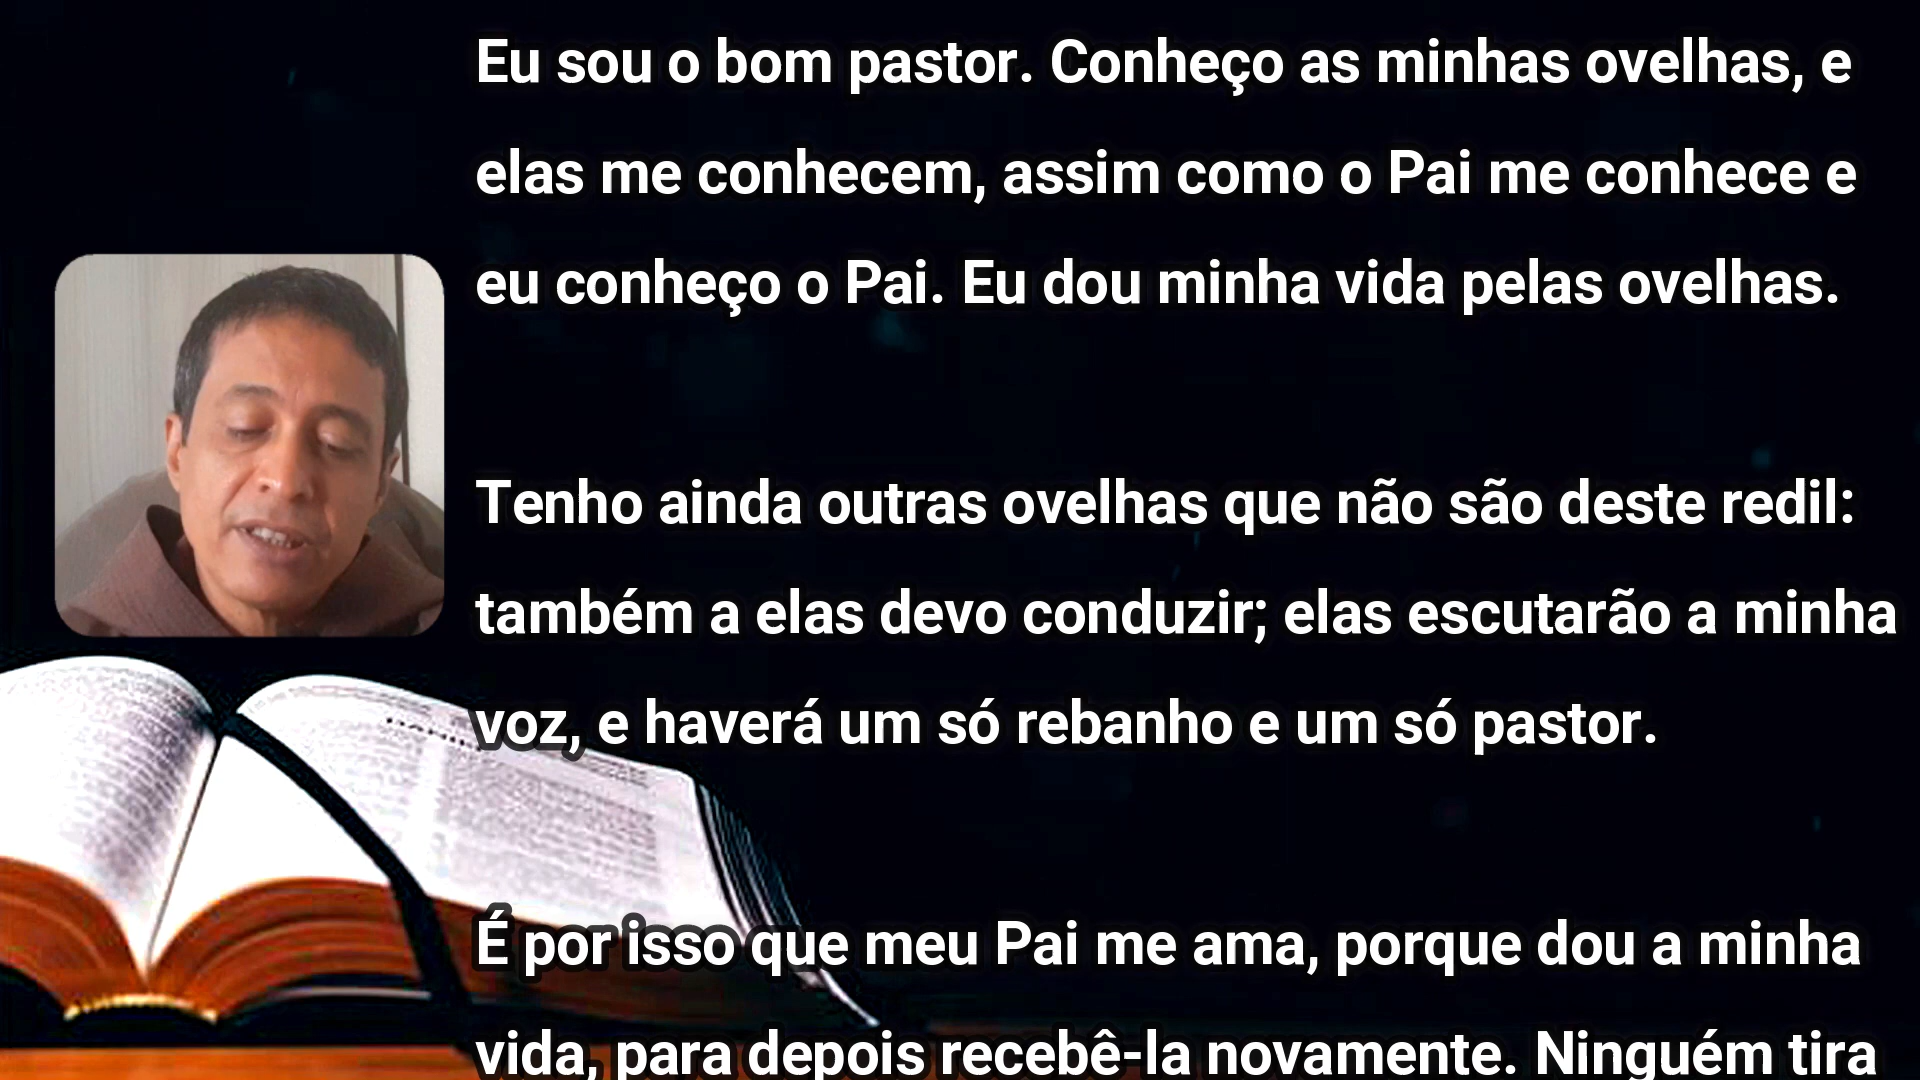 Eu sou o bom pastor. Conheço as minhas ovelhas, e
elas me conhecem, assim como o Pai me conhece e
eu conheço o Pai. Eu dou minha vida pelas ovelhas.
Tenho ainda outras ovelhas que não são deste redil:
também a elas devo conduzir; elas escutarão a minha
voz, e haverá um só rebanho e um só pastor.
É por isso que meu Pai me ama, porque dou a minha
vida, para depois recebê-la novamente. Ninguém tira